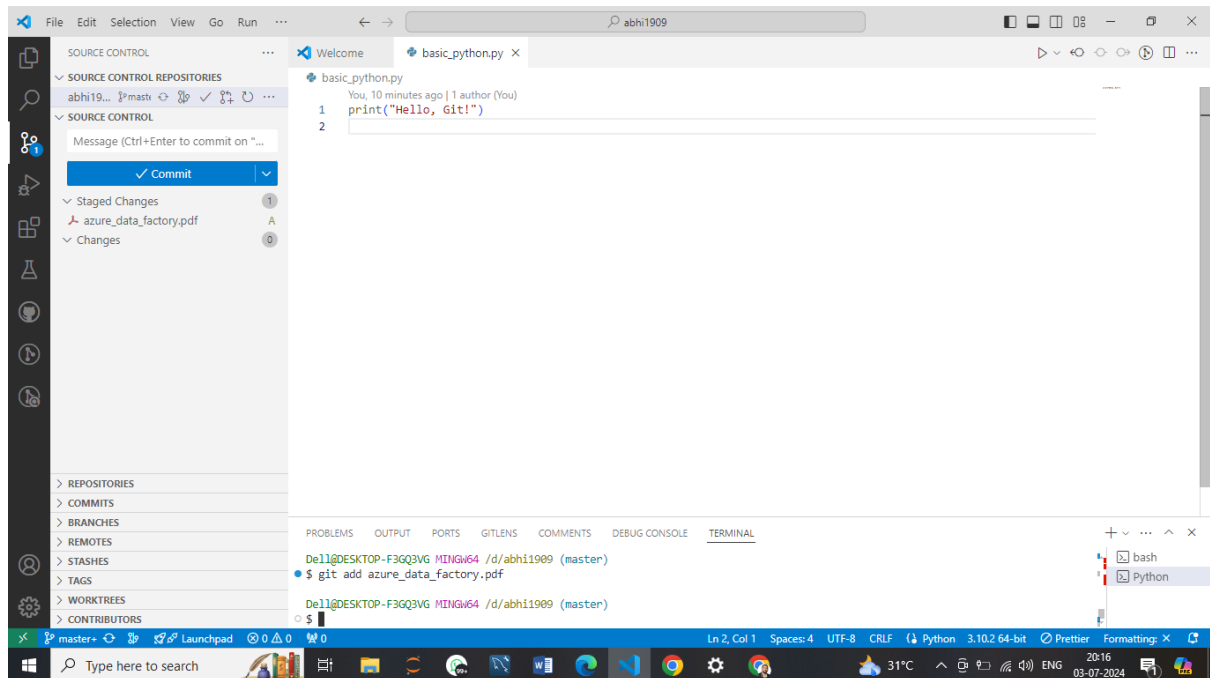 File Edit Selection View Go Run ··· abhi1909
SOURCE CONTROL ···
Welcome
basic_python.py
SOURCE CONTROL REPOSITORIES
abhi19...
SOURCE CONTROL
Message (Ctrl+Enter to commit on "...
Commit
Staged Changes 1
azure_data_factory.pdf A
Changes 0
1
basic_python.py
You, 10 minutes ago | 1 author (You)
1 print("Hello, Git!")
2
REPOSITORIES
COMMITS
BRANCHES
REMOTES
STASHES
TAGS
WORKTREES
CONTRIBUTORS
PROBLEMS OUTPUT PORTS GITLENS COMMENTS DEBUG CONSOLE TERMINAL
Dell@DESKTOP-F3GQ3VG MINGW64 /d/abhi1909 (master)
$ git add azure_data_factory.pdf
Dell@DESKTOP-F3GQ3VG MINGW64 /d/abhi1909 (master)
$
bash
Python
master+ Launchpad 0 0 0 Ln 2, Col 1 Spaces: 4 UTF-8 CRLF Python 3.10.2 64-bit Prettier Formatting: ×
Type here to search 31°C ENG 20:16
03-07-2024